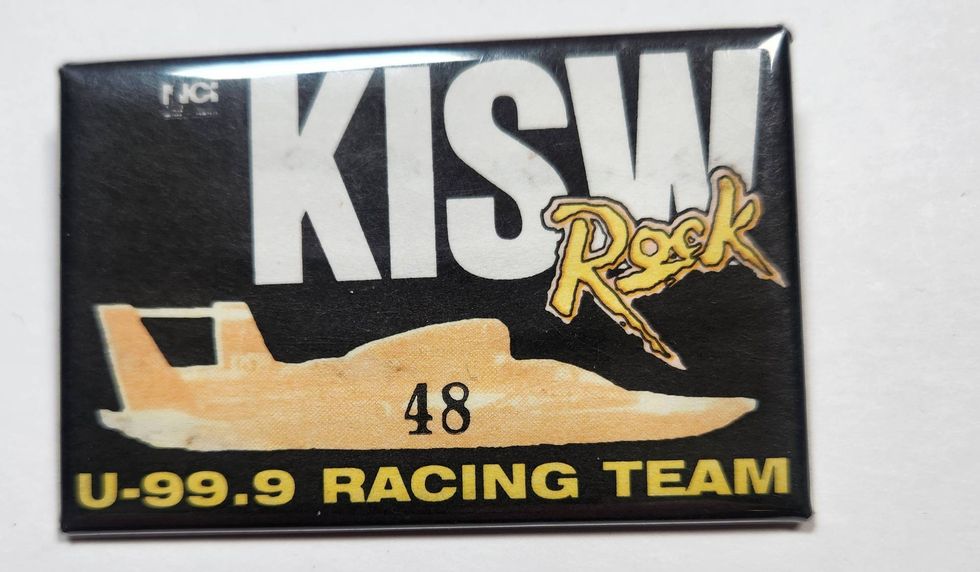 KISW
Rock
48
U-99.9 RACING TEAM